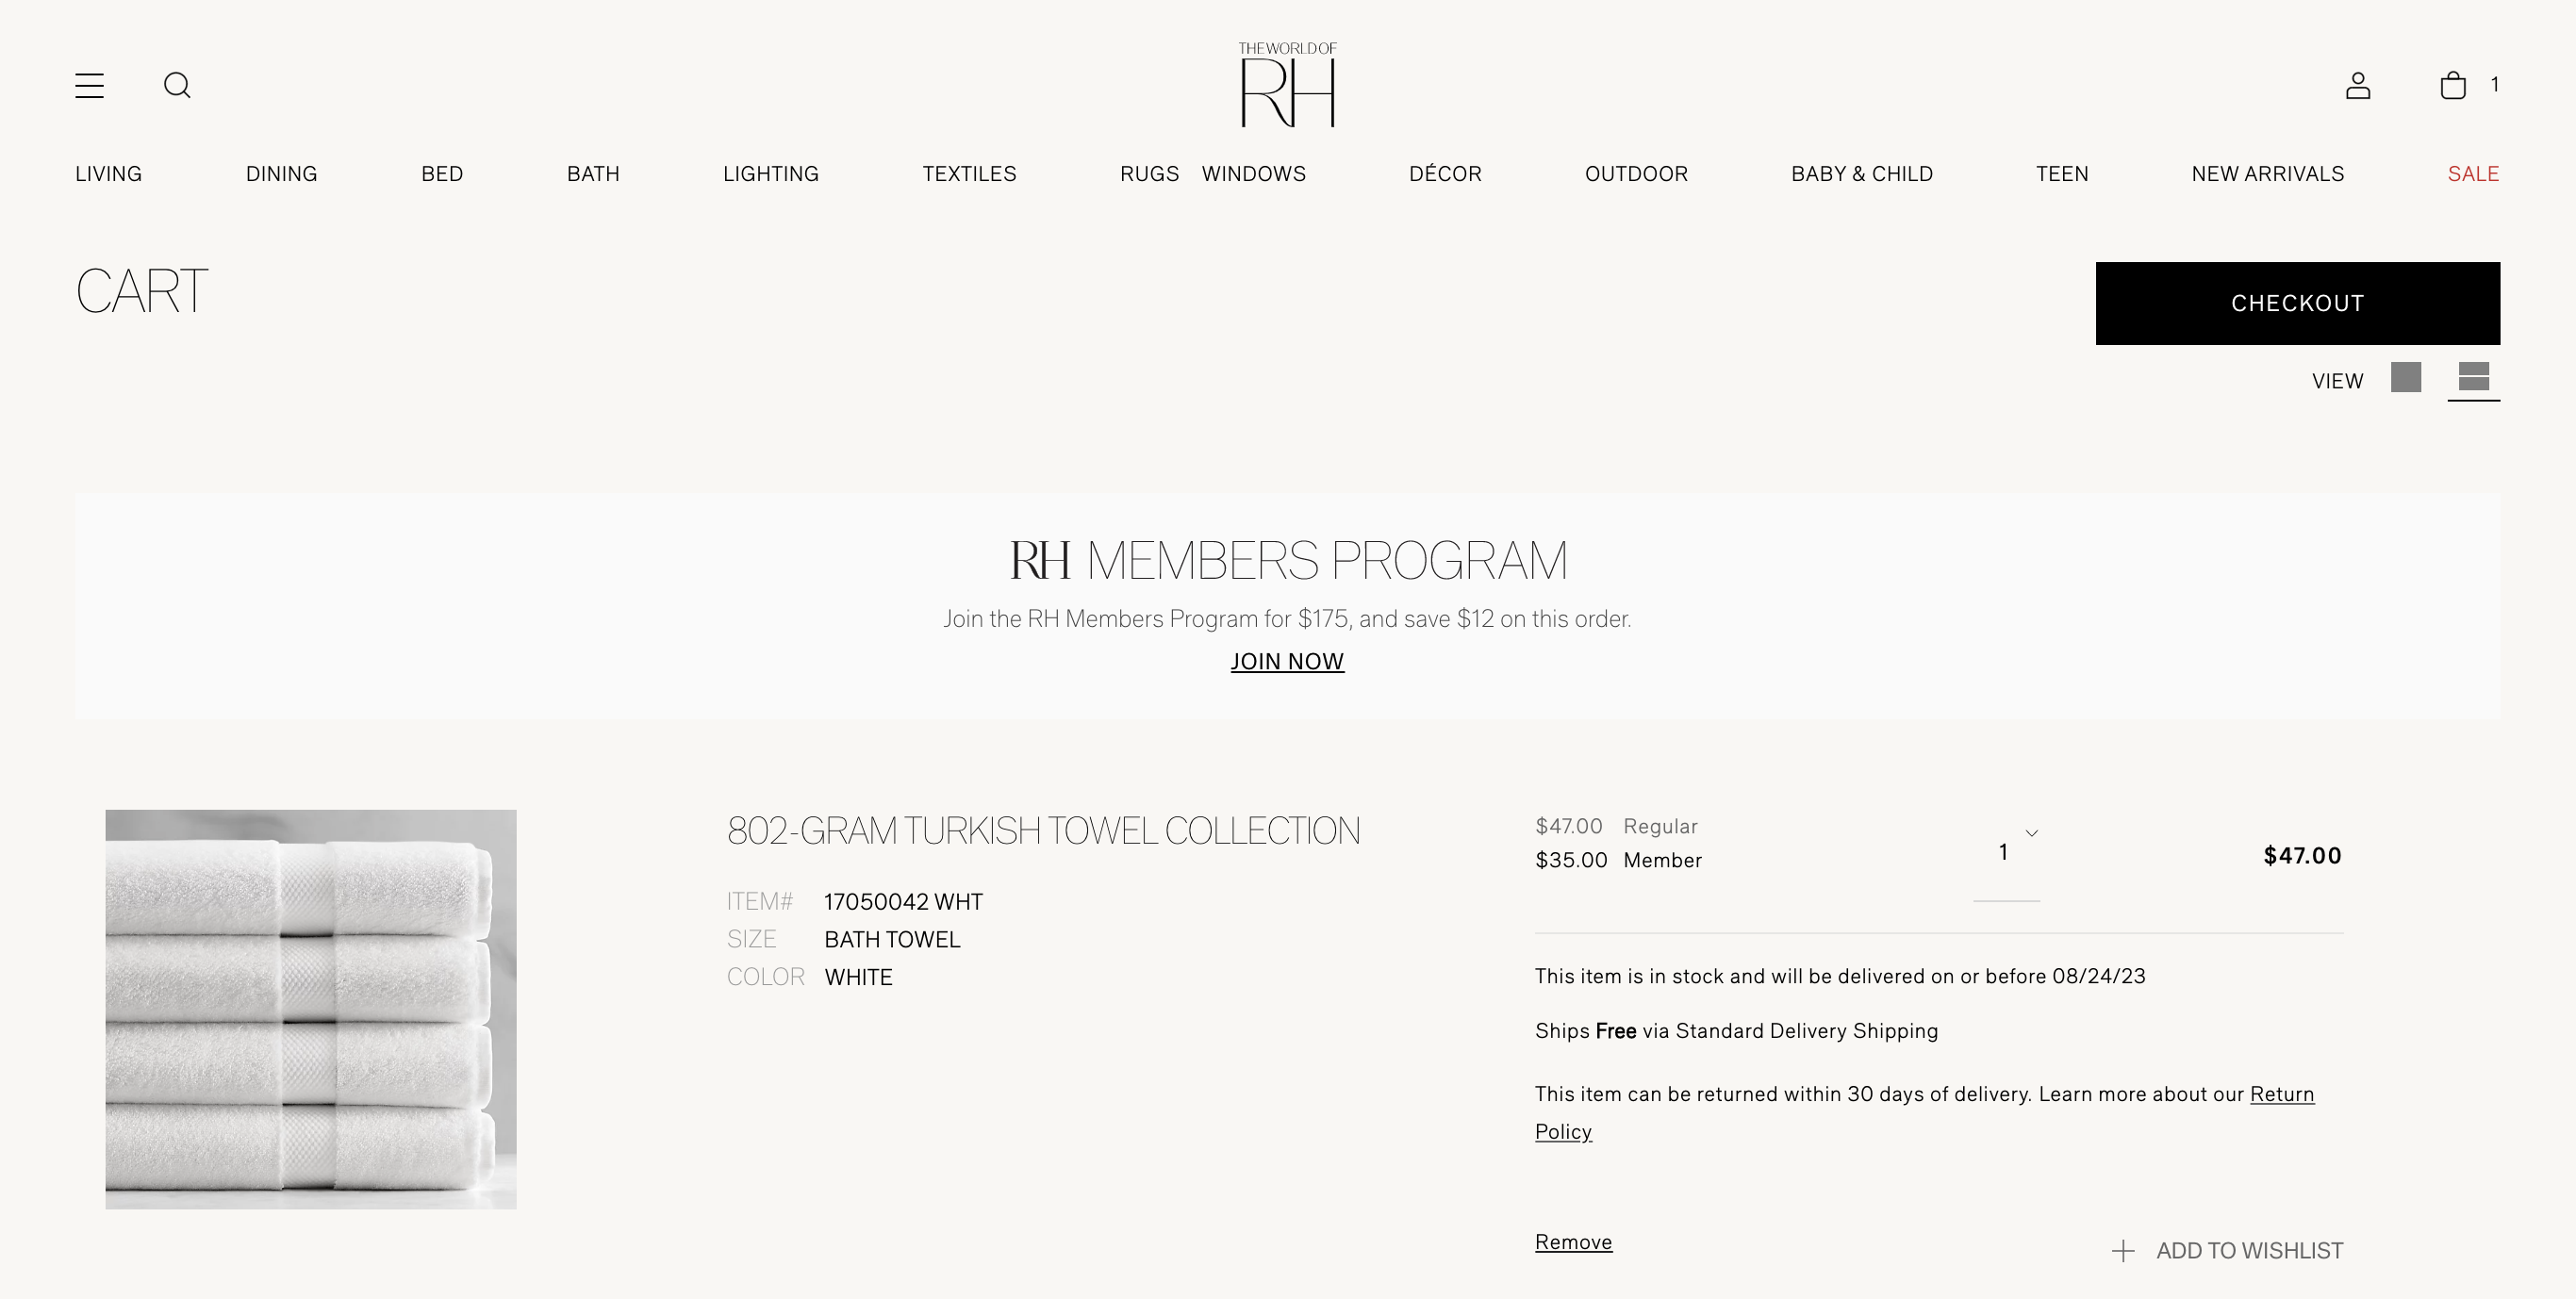 THE WORLD OF
RH
1
LIVING DINING BED BATH LIGHTING TEXTILES RUGS WINDOWS DÉCOR OUTDOOR BABY & CHILD TEEN NEW ARRIVALS SALE
CART
CHECKOUT
VIEW
RH MEMBERS PROGRAM
Join the RH Members Program for $175, and save $12 on this order.
JOIN NOW
802-GRAM TURKISH TOWEL COLLECTION
ITEM# 17050042 WHT
SIZE BATH TOWEL
COLOR WHITE
$47.00 Regular
$35.00 Member
1
$47.00
This item is in stock and will be delivered on or before 08/24/23
Ships Free via Standard Delivery Shipping
This item can be returned within 30 days of delivery. Learn more about our Return
Policy
Remove
ADD TO WISHLIST